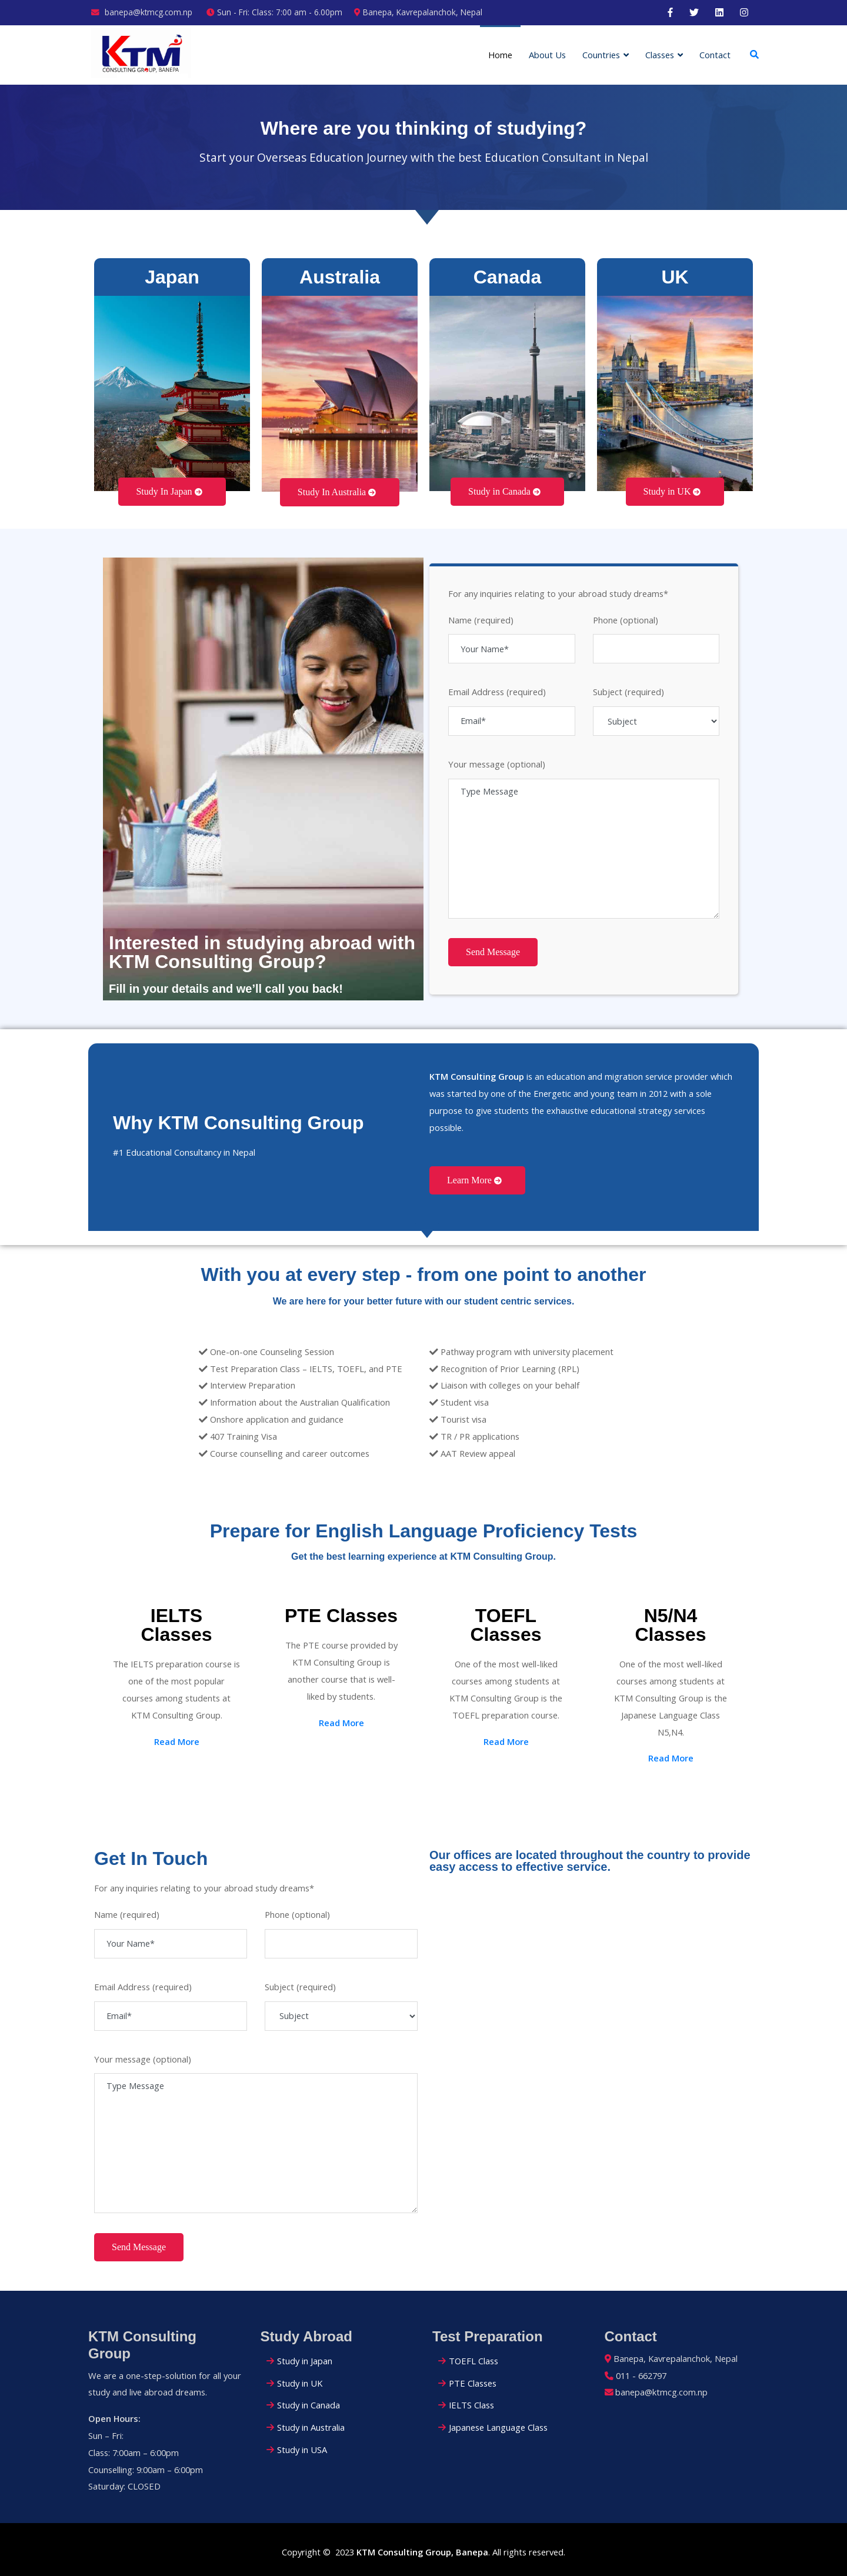 banepa@ktmcg.com.np Sun - Fri: Class: 7:00 am - 6.00pm Banepa, Kavrepalanchok, Nepal
KTM
CONSULTING GROUP, BANEPA
Home About Us Countries Classes Contact
Where are you thinking of studying?
Start your Overseas Education Journey with the best Education Consultant in Nepal
Japan
Study In Japan
Australia
Study In Australia
Canada
Study in Canada
UK
Study in UK
Interested in studying abroad with
KTM Consulting Group?
Fill in your details and we’ll call you back!
For any inquiries relating to your abroad study dreams*
Name (required) Phone (optional)
Your Name*
Email Address (required) Subject (required)
Email* Subject
Your message (optional)
Type Message
Send Message
Why KTM Consulting Group
#1 Educational Consultancy in Nepal
KTM Consulting Group is an education and migration service provider which
was started by one of the Energetic and young team in 2012 with a sole
purpose to give students the exhaustive educational strategy services
possible.
Learn More
With you at every step - from one point to another
We are here for your better future with our student centric services.
One-on-one Counseling Session
Test Preparation Class – IELTS, TOEFL, and PTE
Interview Preparation
Information about the Australian Qualification
Onshore application and guidance
407 Training Visa
Course counselling and career outcomes
Pathway program with university placement
Recognition of Prior Learning (RPL)
Liaison with colleges on your behalf
Student visa
Tourist visa
TR / PR applications
AAT Review appeal
Prepare for English Language Proficiency Tests
Get the best learning experience at KTM Consulting Group.
IELTS
Classes
The IELTS preparation course is
one of the most popular
courses among students at
KTM Consulting Group.
Read More
PTE Classes
The PTE course provided by
KTM Consulting Group is
another course that is well-
liked by students.
Read More
TOEFL
Classes
One of the most well-liked
courses among students at
KTM Consulting Group is the
TOEFL preparation course.
Read More
N5/N4
Classes
One of the most well-liked
courses among students at
KTM Consulting Group is the
Japanese Language Class
N5,N4.
Read More
Get In Touch
For any inquiries relating to your abroad study dreams*
Name (required) Phone (optional)
Your Name*
Email Address (required) Subject (required)
Email* Subject
Your message (optional)
Type Message
Send Message
Our offices are located throughout the country to provide
easy access to effective service.
KTM Consulting
Group
We are a one-step-solution for all your
study and live abroad dreams.
Open Hours:
Sun – Fri:
Class: 7:00am – 6:00pm
Counselling: 9:00am – 6:00pm
Saturday: CLOSED
Study Abroad
Study in Japan
Study in UK
Study in Canada
Study in Australia
Study in USA
Test Preparation
TOEFL Class
PTE Classes
IELTS Class
Japanese Language Class
Contact
Banepa, Kavrepalanchok, Nepal
011 - 662797
banepa@ktmcg.com.np
Copyright © 2023 KTM Consulting Group, Banepa. All rights reserved.